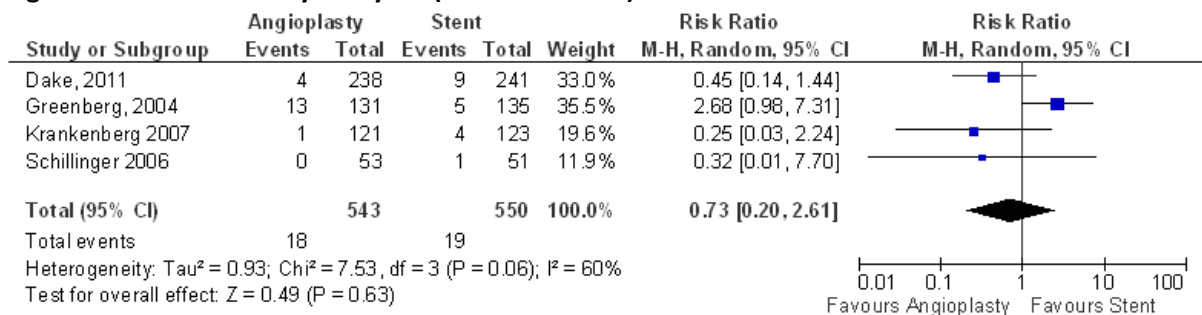 Angioplasty Stent Risk Ratio Risk Ratio
Study or Subgroup Events Total Events Total Weight M-H, Random, 95% CI M-H, Random, 95% CI
Dake, 2011 4 238 9 241 33.0% 0.45 [0.14, 1.44]
Greenberg, 2004 13 131 5 135 35.5% 2.68 [0.98, 7.31]
Krankenberg 2007 1 121 4 123 19.6% 0.25 [0.03, 2.24]
Schillinger 2006 0 53 1 51 11.9% 0.32 [0.01, 7.70]
Total (95% CI) 543 550 100.0% 0.73 [0.20, 2.61]
Total events 18 19
Heterogeneity: Tau² = 0.93; Chi² = 7.53, df = 3 (P = 0.06); I² = 60%
Test for overall effect: Z = 0.49 (P = 0.63)
0.01 0.1 1 10 100
Favours Angioplasty Favours Stent